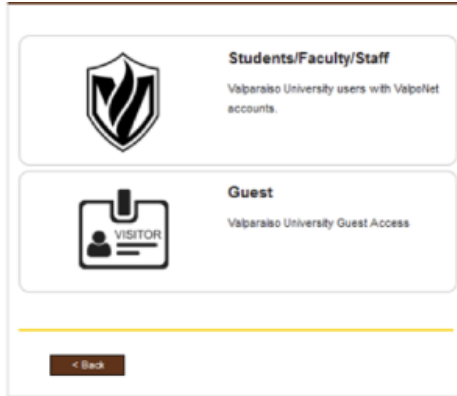 Students/Faculty/Staff
Valparaiso University users with ValpoNet
accounts.
Guest
Valparaiso University Guest Access
VISITOR
< Back